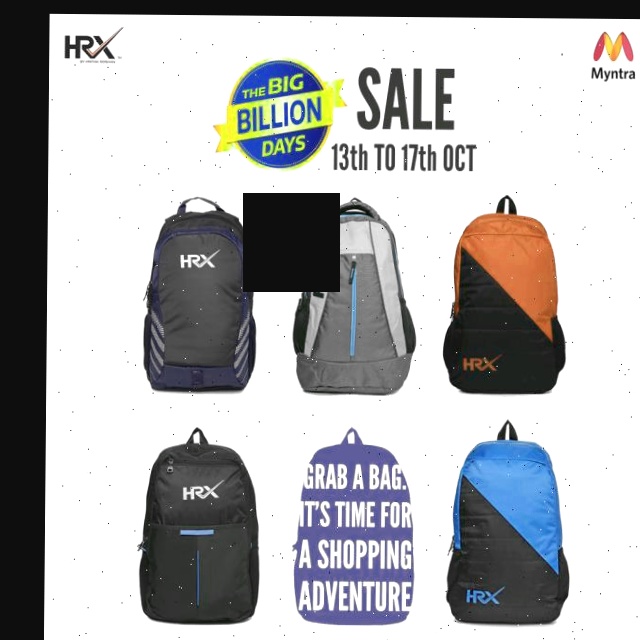 HRX
Myntra
THE BIG
BILLION
DAYS
SALE
13th TO 17th OCT
HRX
HRX
HRX
GRAB A BAG.
IT'S TIME FOR
A SHOPPING
ADVENTURE
HRX